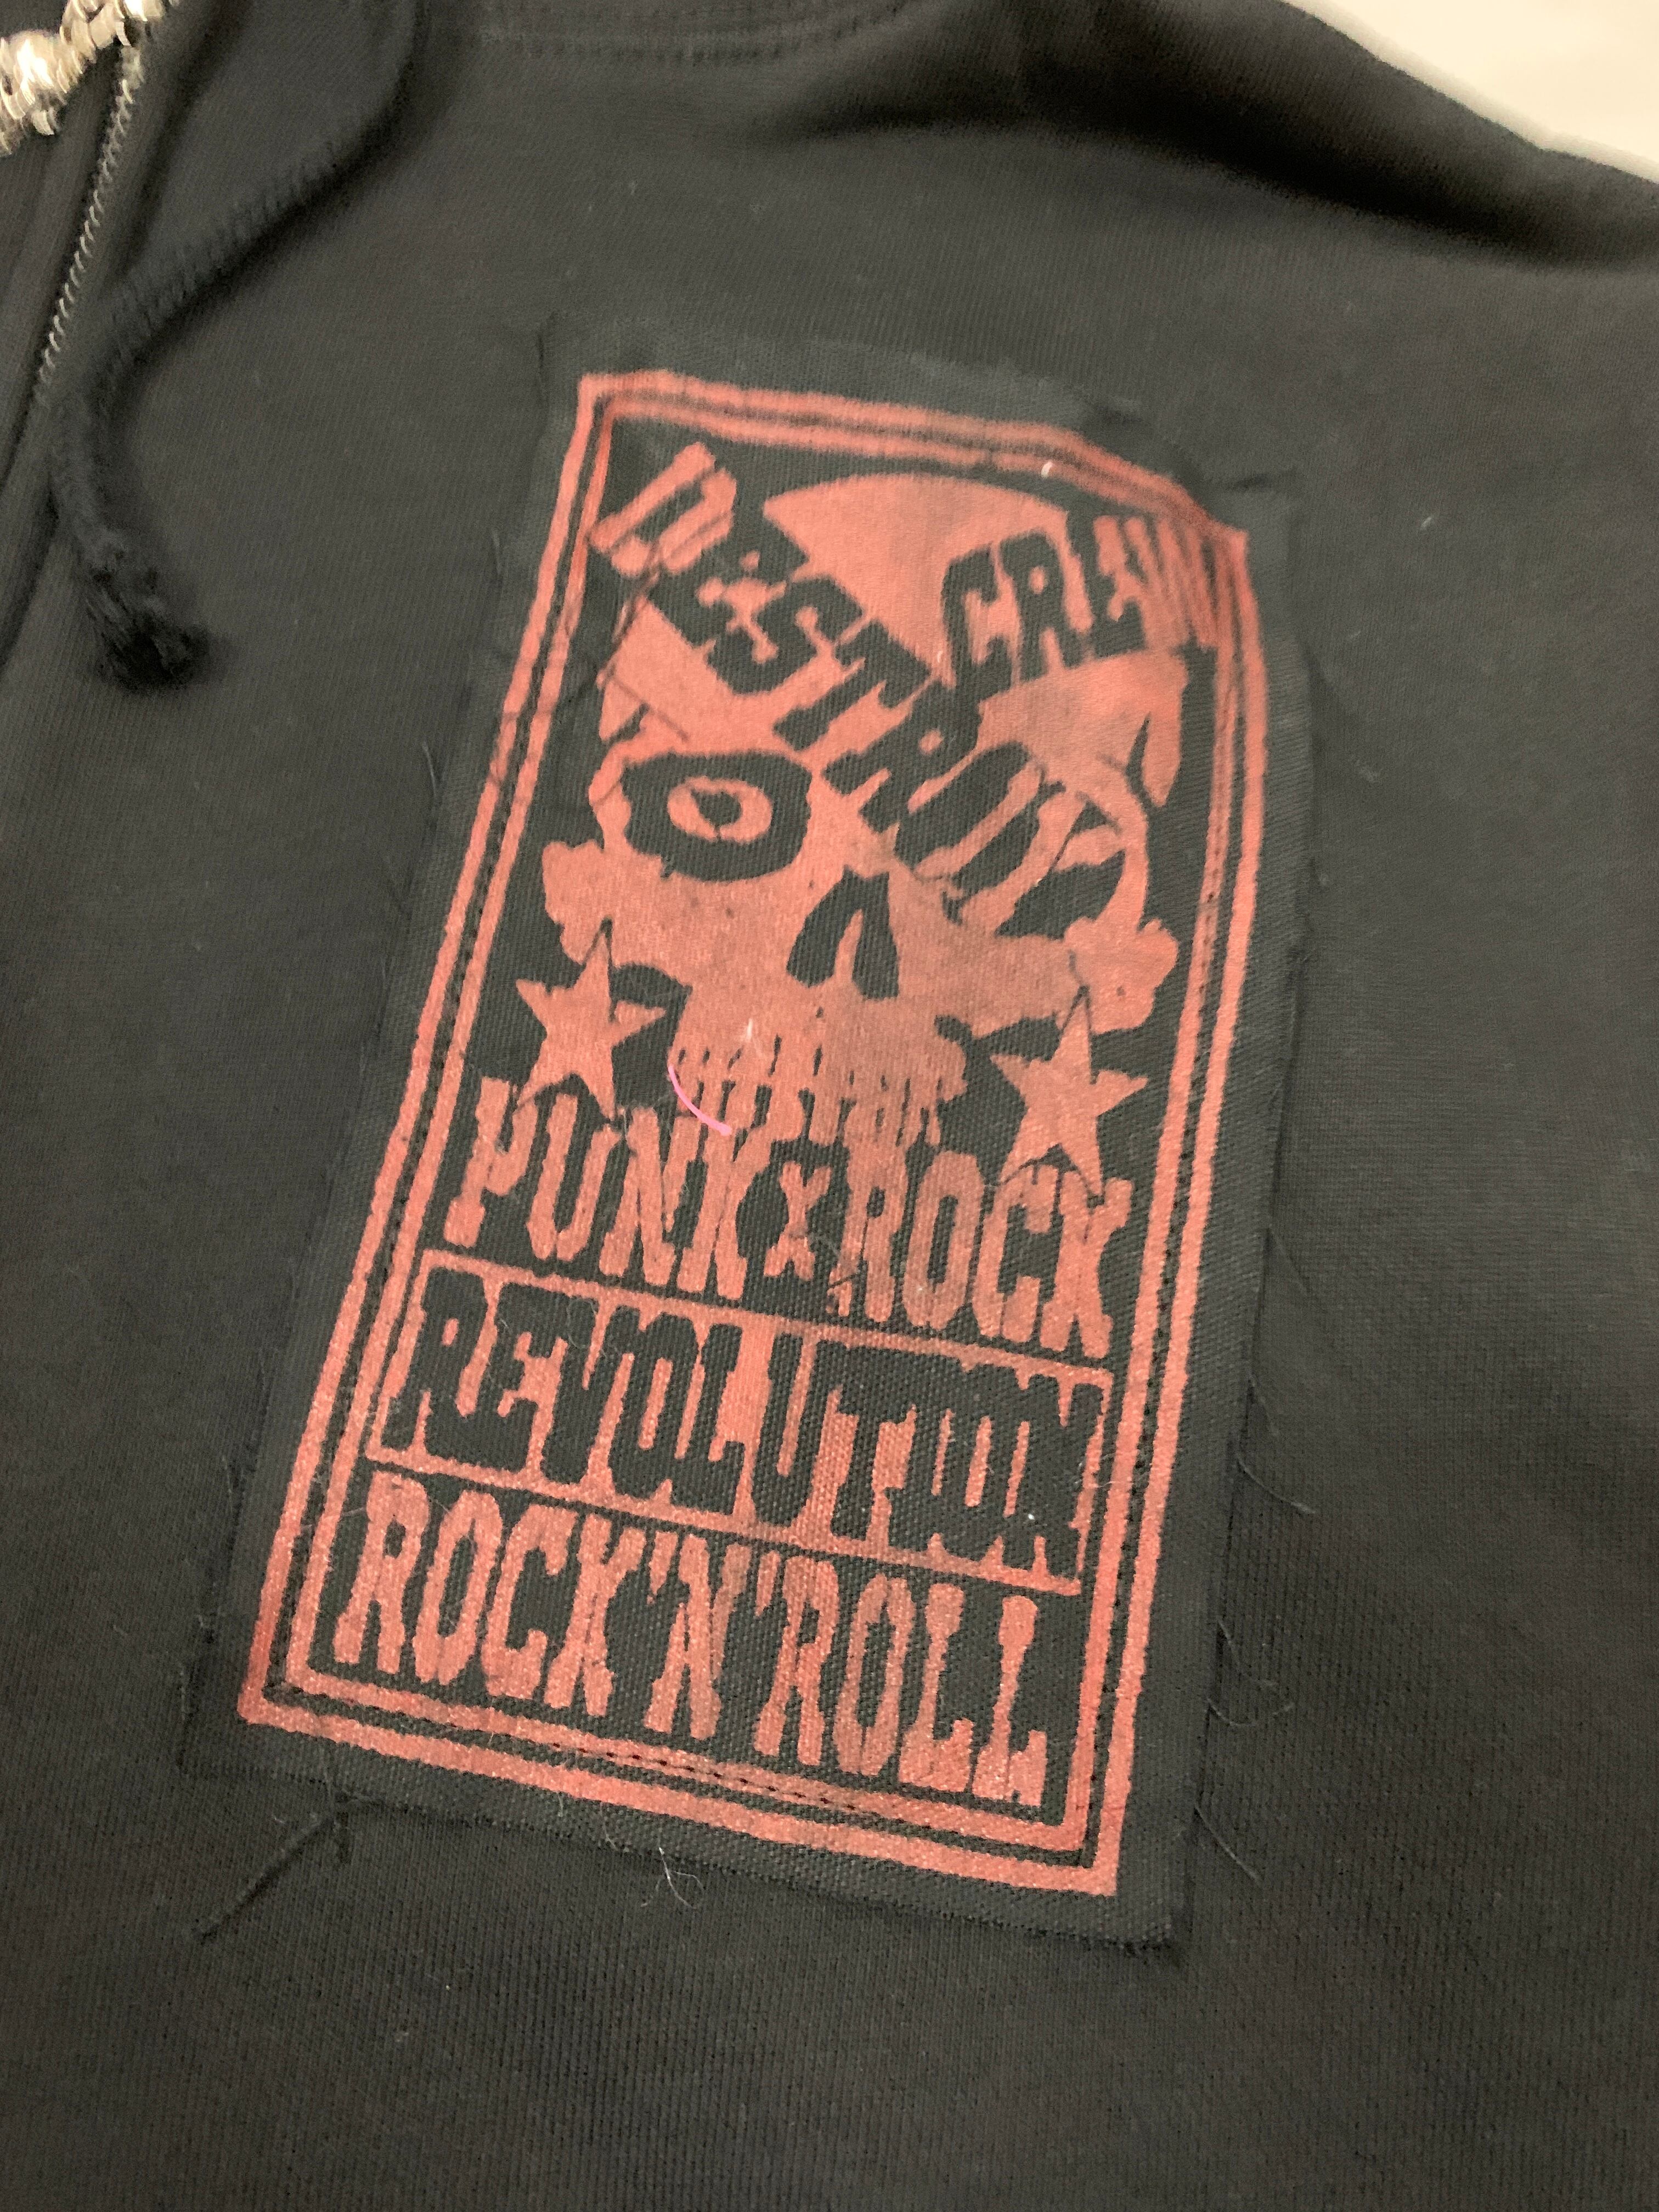 DESTROY
CREW
PUNK X ROCK
REVOLUTION
ROCK'N'ROLL